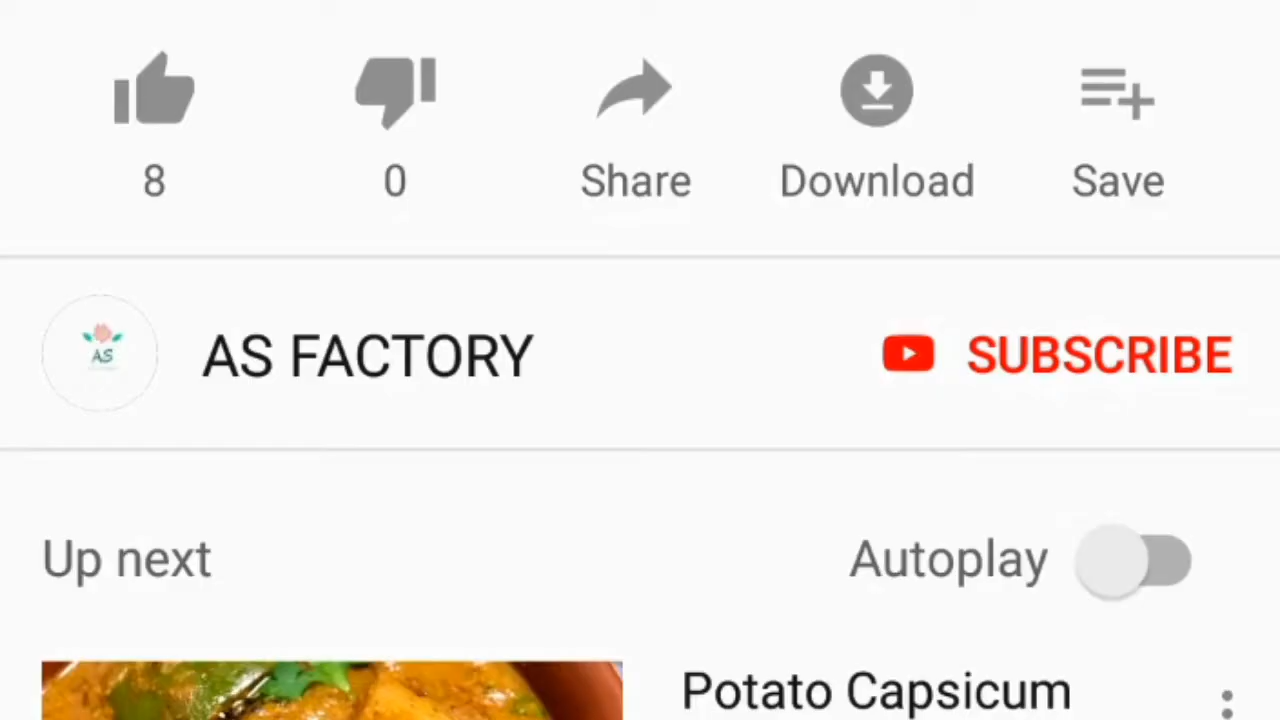 8 0 Share Download Save
AS
AS FACTORY SUBSCRIBE
Up next Autoplay
Potato Capsicum